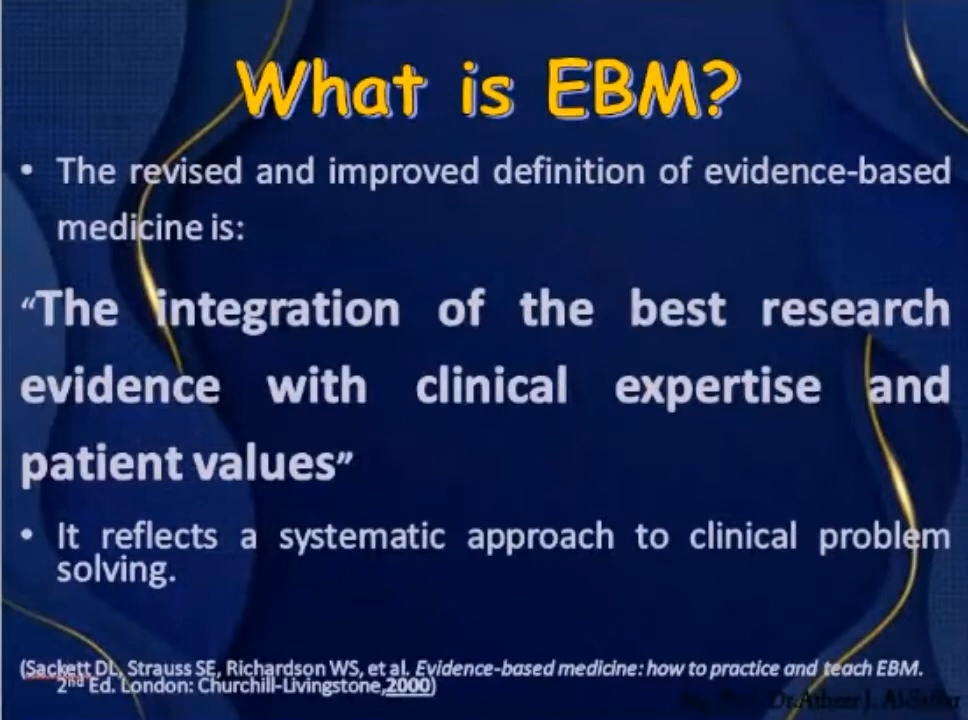 What is EBM?
• The revised and improved definition of evidence-based
medicine is:
“The integration of the best research
evidence with clinical expertise and
patient values”
• It reflects a systematic approach to clinical problem
solving.
(Sackett DL, Strauss SE, Richardson WS, et al. Evidence-based medicine: how to practice and teach EBM.
2nd Ed. London: Churchill-Livingstone,2000)
Dr.Atheer J.